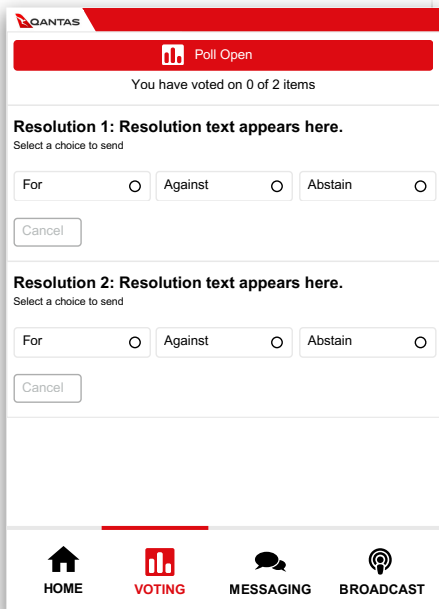 QANTAS
Poll Open
You have voted on 0 of 2 items
Resolution 1: Resolution text appears here.
Select a choice to send
For Against Abstain
Cancel
Resolution 2: Resolution text appears here.
Select a choice to send
For Against Abstain
Cancel
HOME VOTING MESSAGING BROADCAST